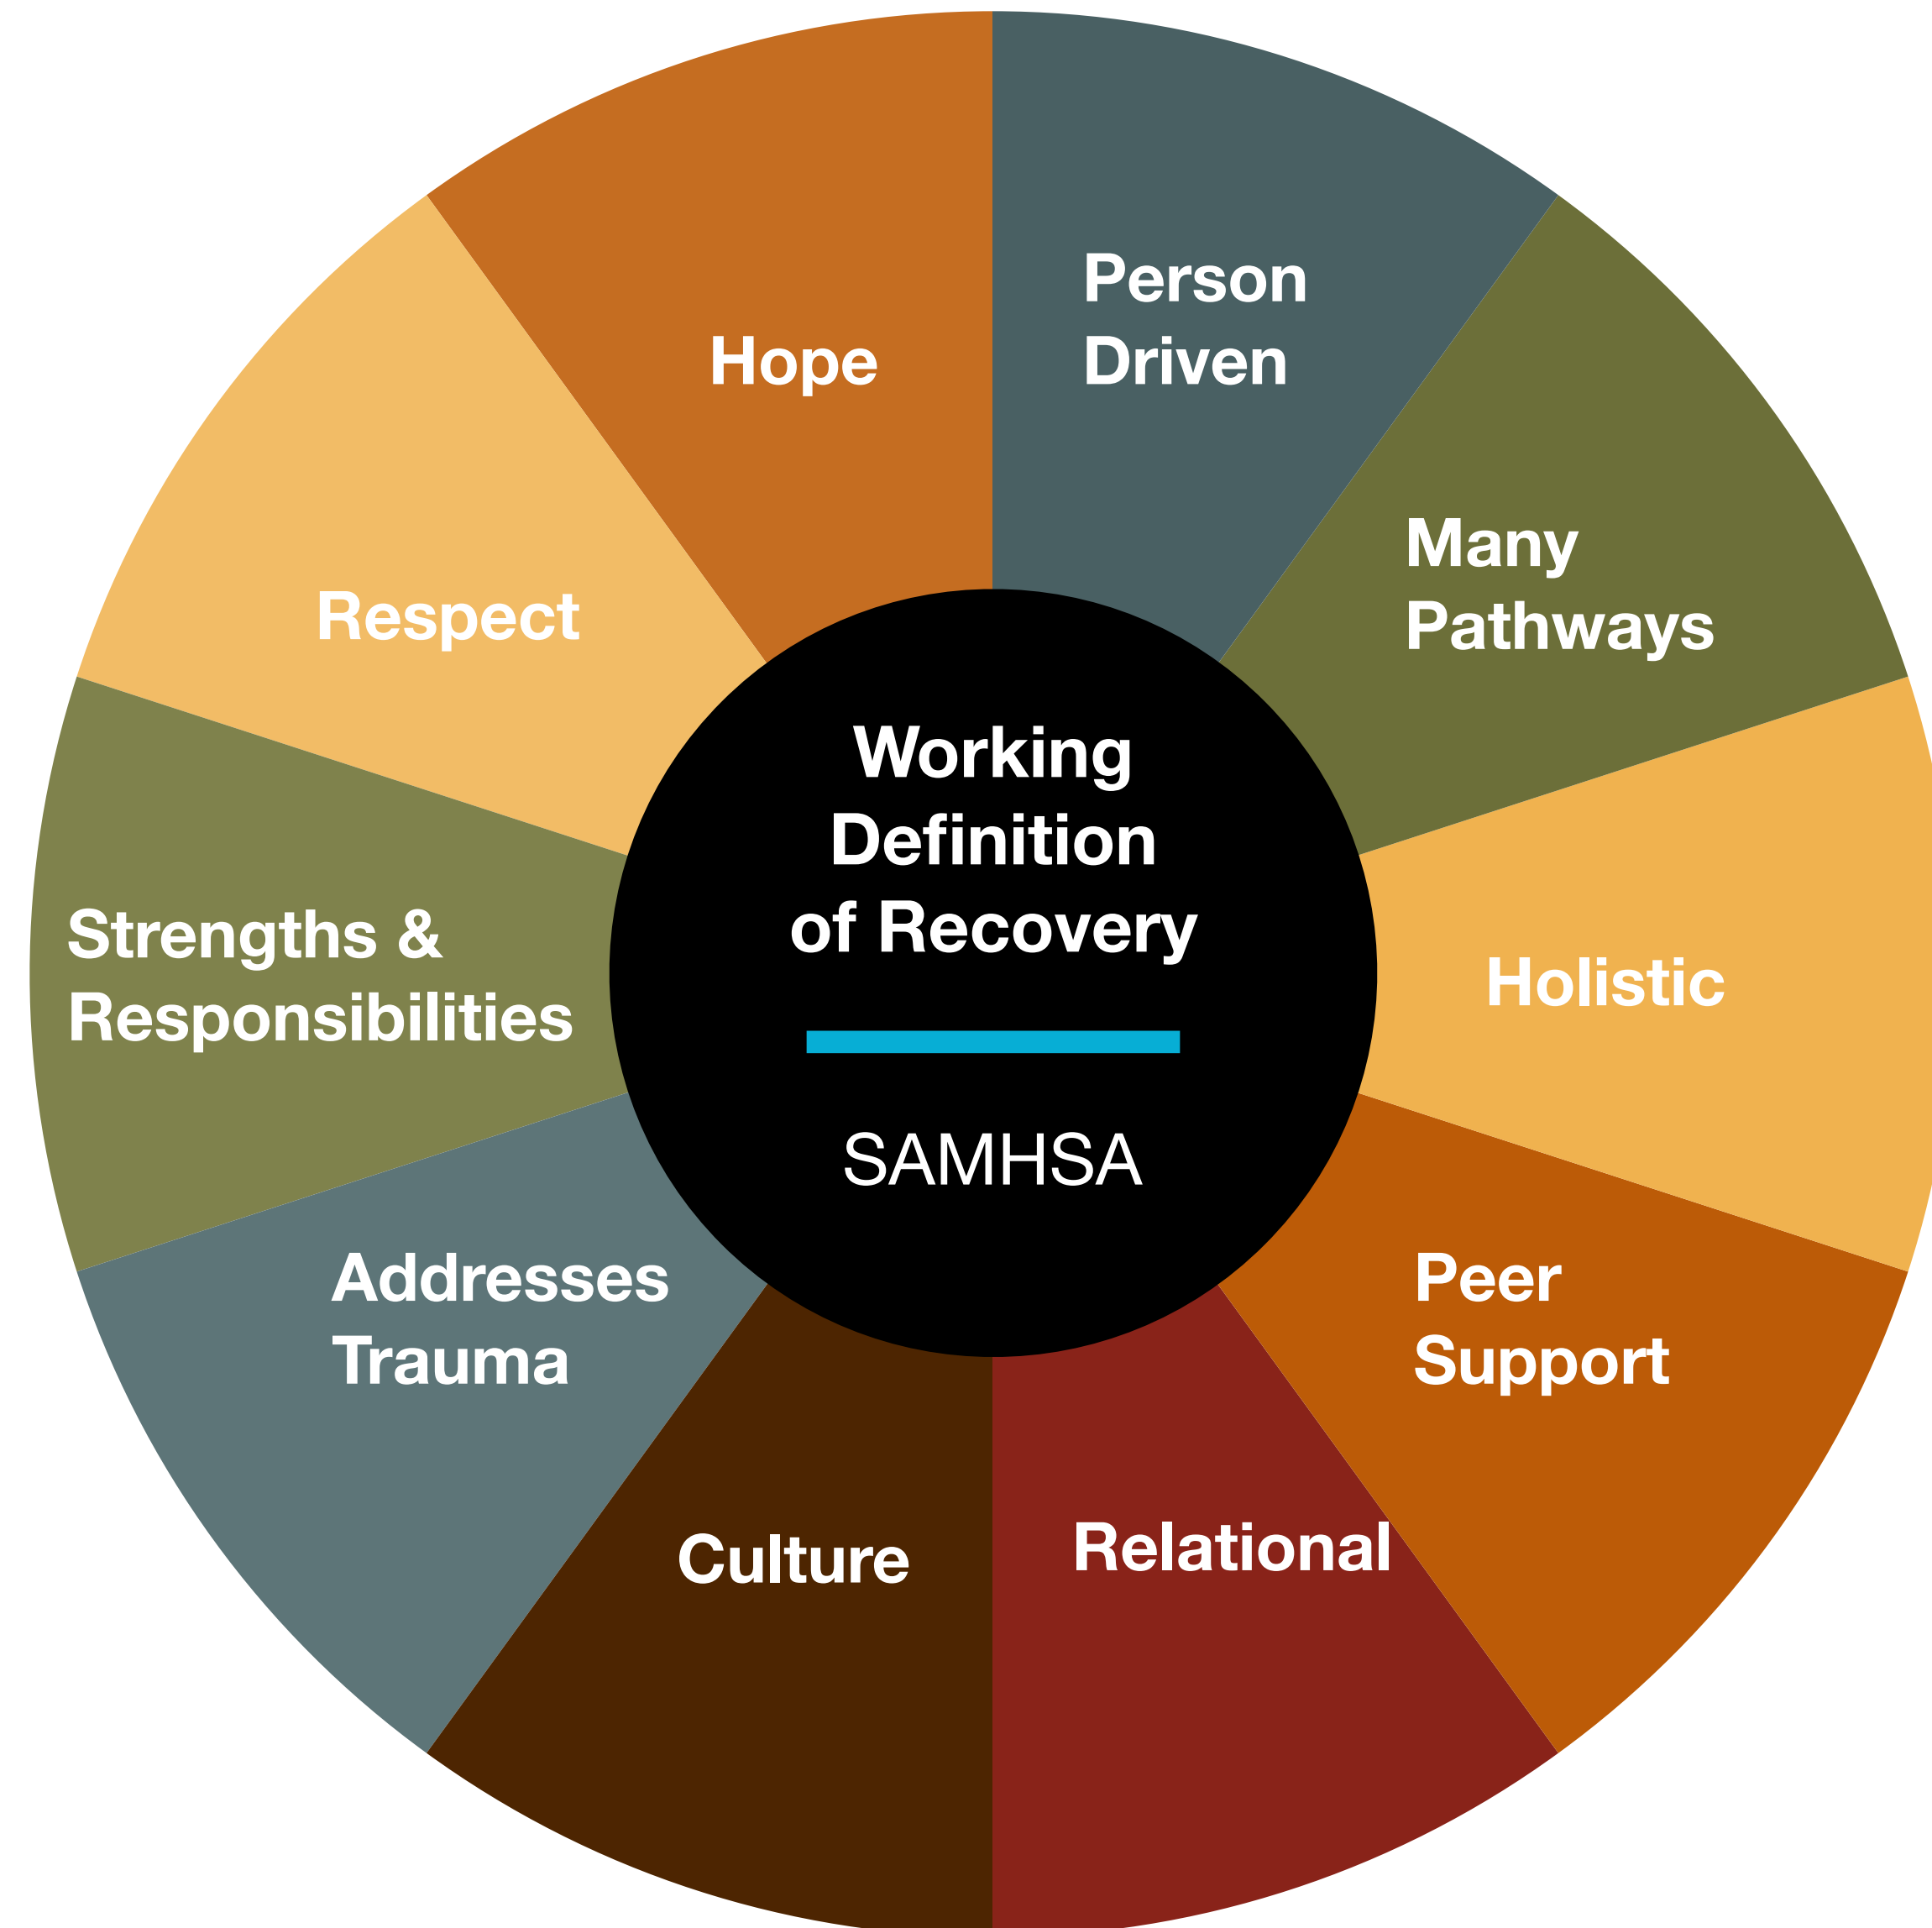 Working
Definition
of Recovery
SAMHSA
Person
Driven
Many
Pathways
Holistic
Peer
Support
Relational
Culture
Addresses
Trauma
Strengths &
Responsibilities
Respect
Hope